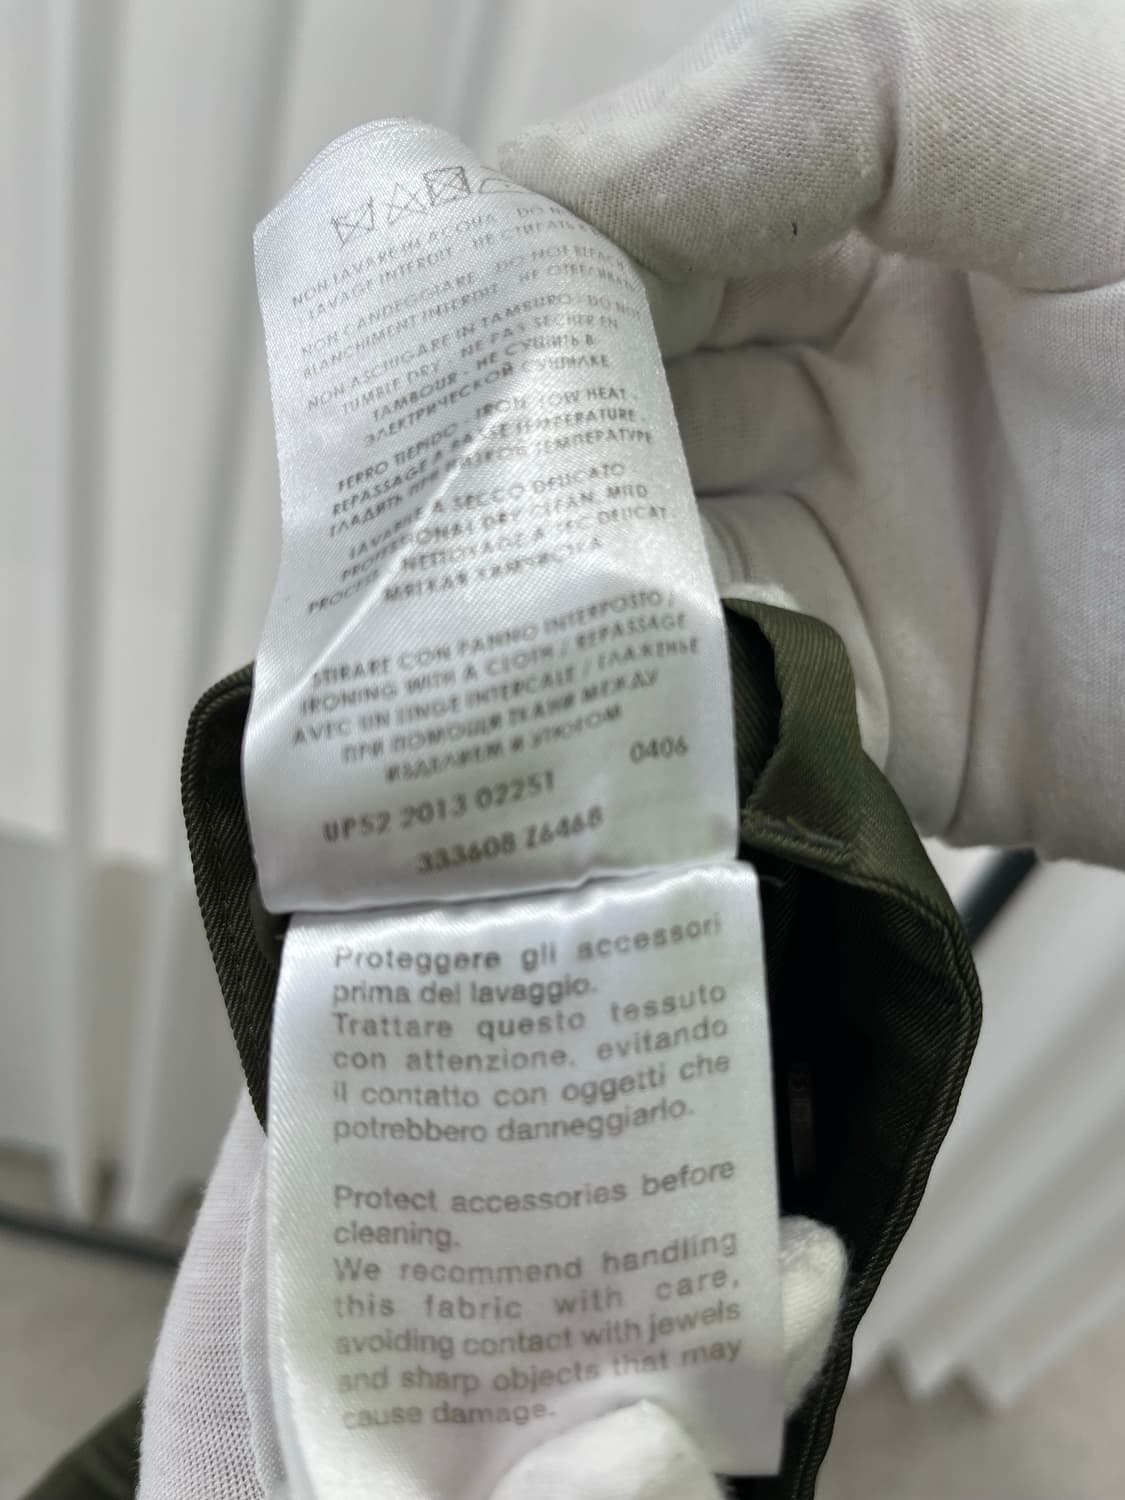 NON LAVARE IN ACQUA - DO NO
LAVAGE INTERDIT - НЕ СТИРАТЬ
NON CANDEGGIARE - DO NOT BLEACH
BLANCHIMENT INTERDIT - НЕ ОТБЕЛИВАТЬ
NON ASCIUGARE IN TAMBURO - DO NOT
TUMBLE DRY - NE PAS SECHER EN
TAMBOUR - НЕ СУШИТЬ В
ЭЛЕКТРИЧЕСКОЙ СУШИЛКЕ
FERRO TIEPIDO - IRON LOW HEAT -
REPASSAGE A BASSE TEMPERATURE -
ГЛАДИТЬ ПРИ НИЗКОЙ ТЕМПЕРАТУРЕ
LAVABILE A SECCO DELICATO -
PROFESSIONAL DRY CLEAN, MILD
PROCESS NETTOYAGE A SEC DELICAT
МЯГКАЯ ХИМЧИСТКА
STIRARE CON PANNO INTERPOSTO /
IRONING WITH A CLOTH / REPASSAGE
AVEC UN LINGE INTERCALE / ГЛАЖЕНЬЕ
ПРИ ПОМОЩИ ТКАНИ МЕЖДУ
ИЗДЕЛИЕМ И УТЮГОМ
0406
UP52 2013 02251
333608 Z6468
Proteggere gli accessori
prima del lavaggio.
Trattare questo tessuto
con attenzione, evitando
il contatto con oggetti che
potrebbero danneggiarlo.
Protect accessories before
cleaning.
We recommend handling
this fabric with care,
avoiding contact with jewels
and sharp objects that may
cause damage.